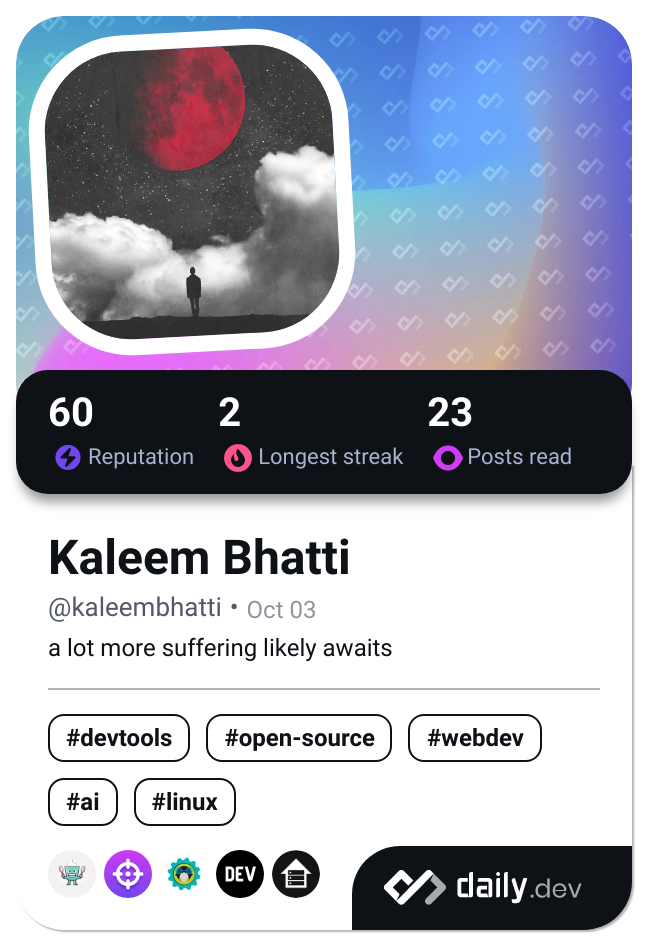 60 2 23
Reputation Longest streak Posts read
Kaleem Bhatti
@kaleembhatti • Oct 03
a lot more suffering likely awaits
#devtools #open-source #webdev
#ai #linux
DEV
daily.dev